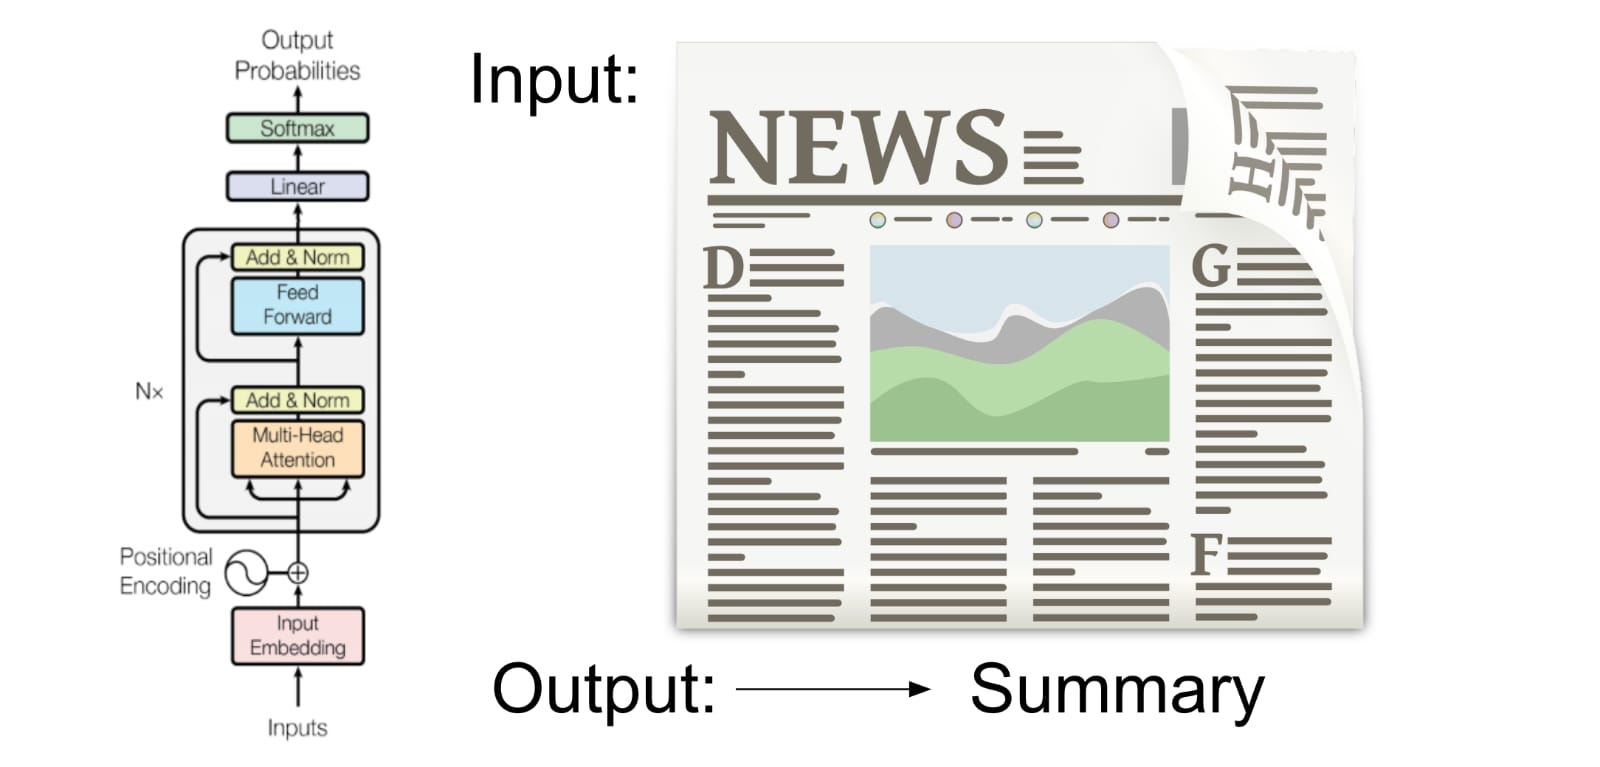 Output
Probabilities
Softmax
Linear
Add & Norm
Feed
Forward
Add & Norm
Multi-Head
Attention
N×
Positional
Encoding
Input
Embedding
Inputs
Input:
NEWS
H
D
G
F
Output:
Summary